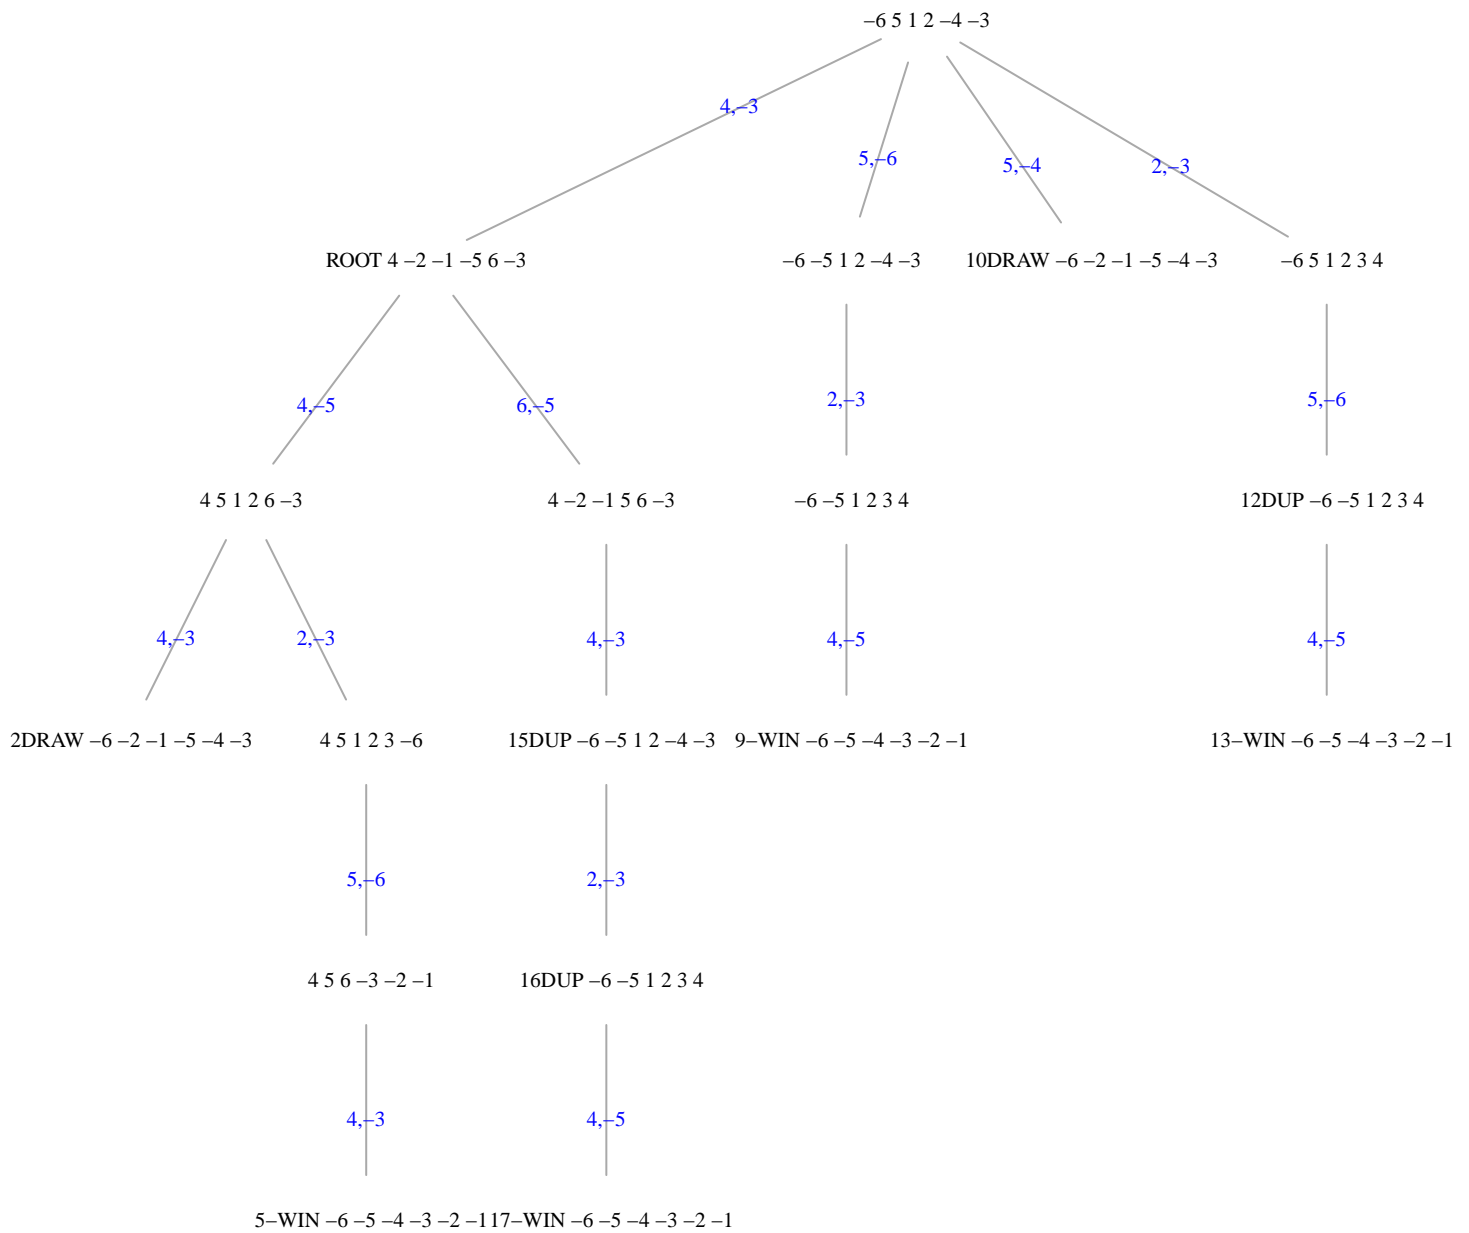 –6 5 1 2 –4 –3
4,–3
5,–6
5,–4
2,–3
ROOT 4 –2 –1 –5 6 –3
–6 –5 1 2 –4 –3
10DRAW –6 –2 –1 –5 –4 –3
–6 5 1 2 3 4
4,–5
6,–5
2,–3
5,–6
4 5 1 2 6 –3
4 –2 –1 5 6 –3
–6 –5 1 2 3 4
12DUP –6 –5 1 2 3 4
4,–3
2,–3
4,–3
4,–5
4,–5
2DRAW –6 –2 –1 –5 –4 –3
4 5 1 2 3 –6
15DUP –6 –5 1 2 –4 –3
9–WIN –6 –5 –4 –3 –2 –1
13–WIN –6 –5 –4 –3 –2 –1
5,–6
2,–3
4 5 6 –3 –2 –1
16DUP –6 –5 1 2 3 4
4,–3
4,–5
5–WIN –6 –5 –4 –3 –2 –1
17–WIN –6 –5 –4 –3 –2 –1